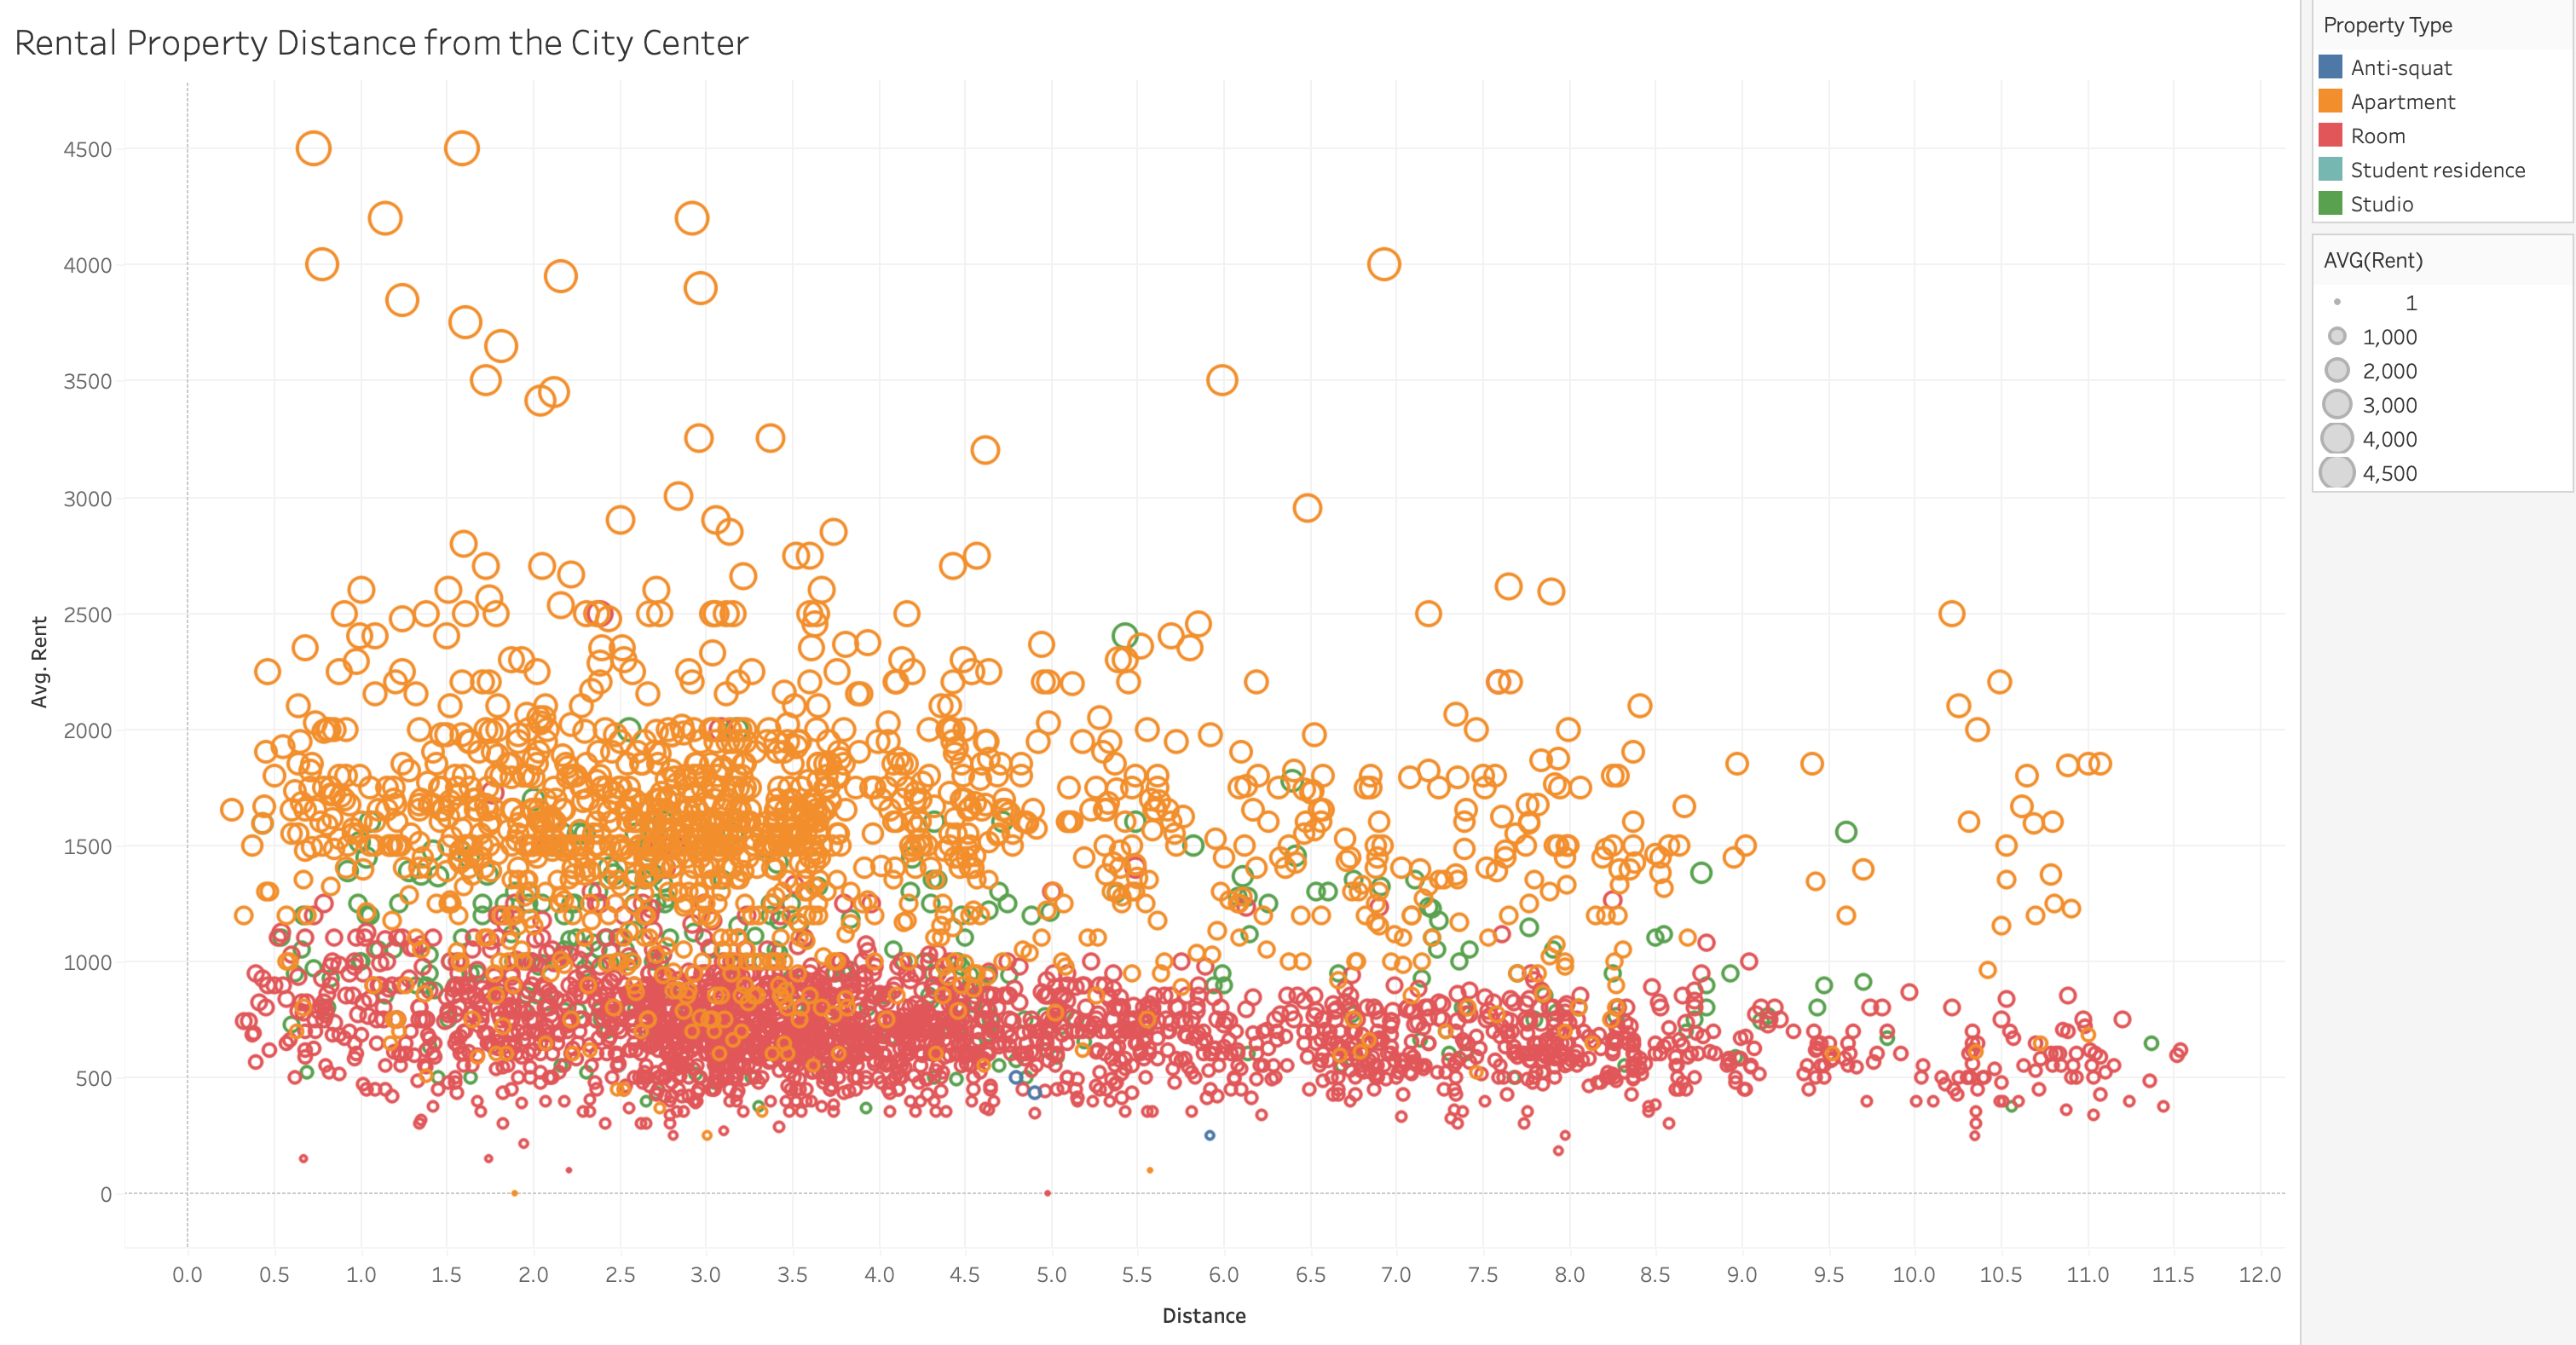 Rental Property Distance from the City Center
Avg. Rent
4500
4000
3500
3000
2500
2000
1500
1000
500
0
0.0 0.5 1.0 1.5 2.0 2.5 3.0 3.5 4.0 4.5 5.0 5.5 6.0 6.5 7.0 7.5 8.0 8.5 9.0 9.5 10.0 10.5 11.0 11.5 12.0
Distance
Property Type
Anti-squat
Apartment
Room
Student residence
Studio
AVG(Rent)
1
1,000
2,000
3,000
4,000
4,500